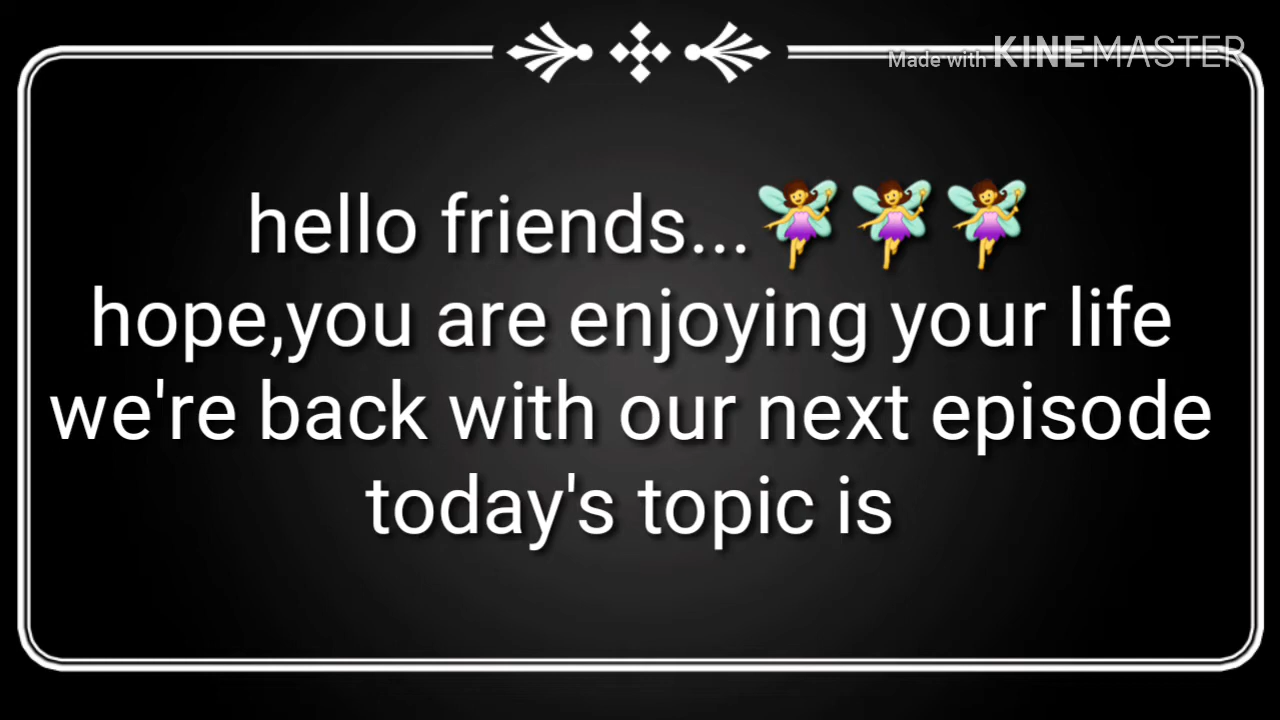 Made with KINEMASTER
hello friends...🧚‍♀️🧚‍♀️🧚‍♀️
hope,you are enjoying your life
we're back with our next episode
today's topic is